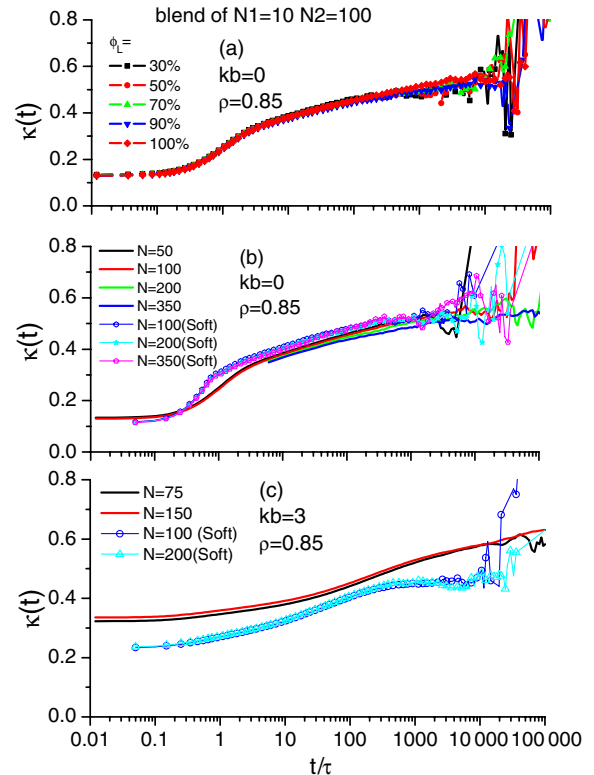 blend of N1=10 N2=100
ϕL=
30%
50%
70%
90%
100%
(a)
kb=0
ρ=0.85
κ(t)
0.8
0.6
0.4
0.2
0.0
N=50
N=100
N=200
N=350
N=100(Soft)
N=200(Soft)
N=350(Soft)
(b)
kb=0
ρ=0.85
κ(t)
0.8
0.6
0.4
0.2
0.0
N=75
N=150
N=100 (Soft)
N=200(Soft)
(c)
kb=3
ρ=0.85
κ(t)
0.8
0.6
0.4
0.2
0.0
0.01 0.1 1 10 100 1000 10 000 100 000
t/τ